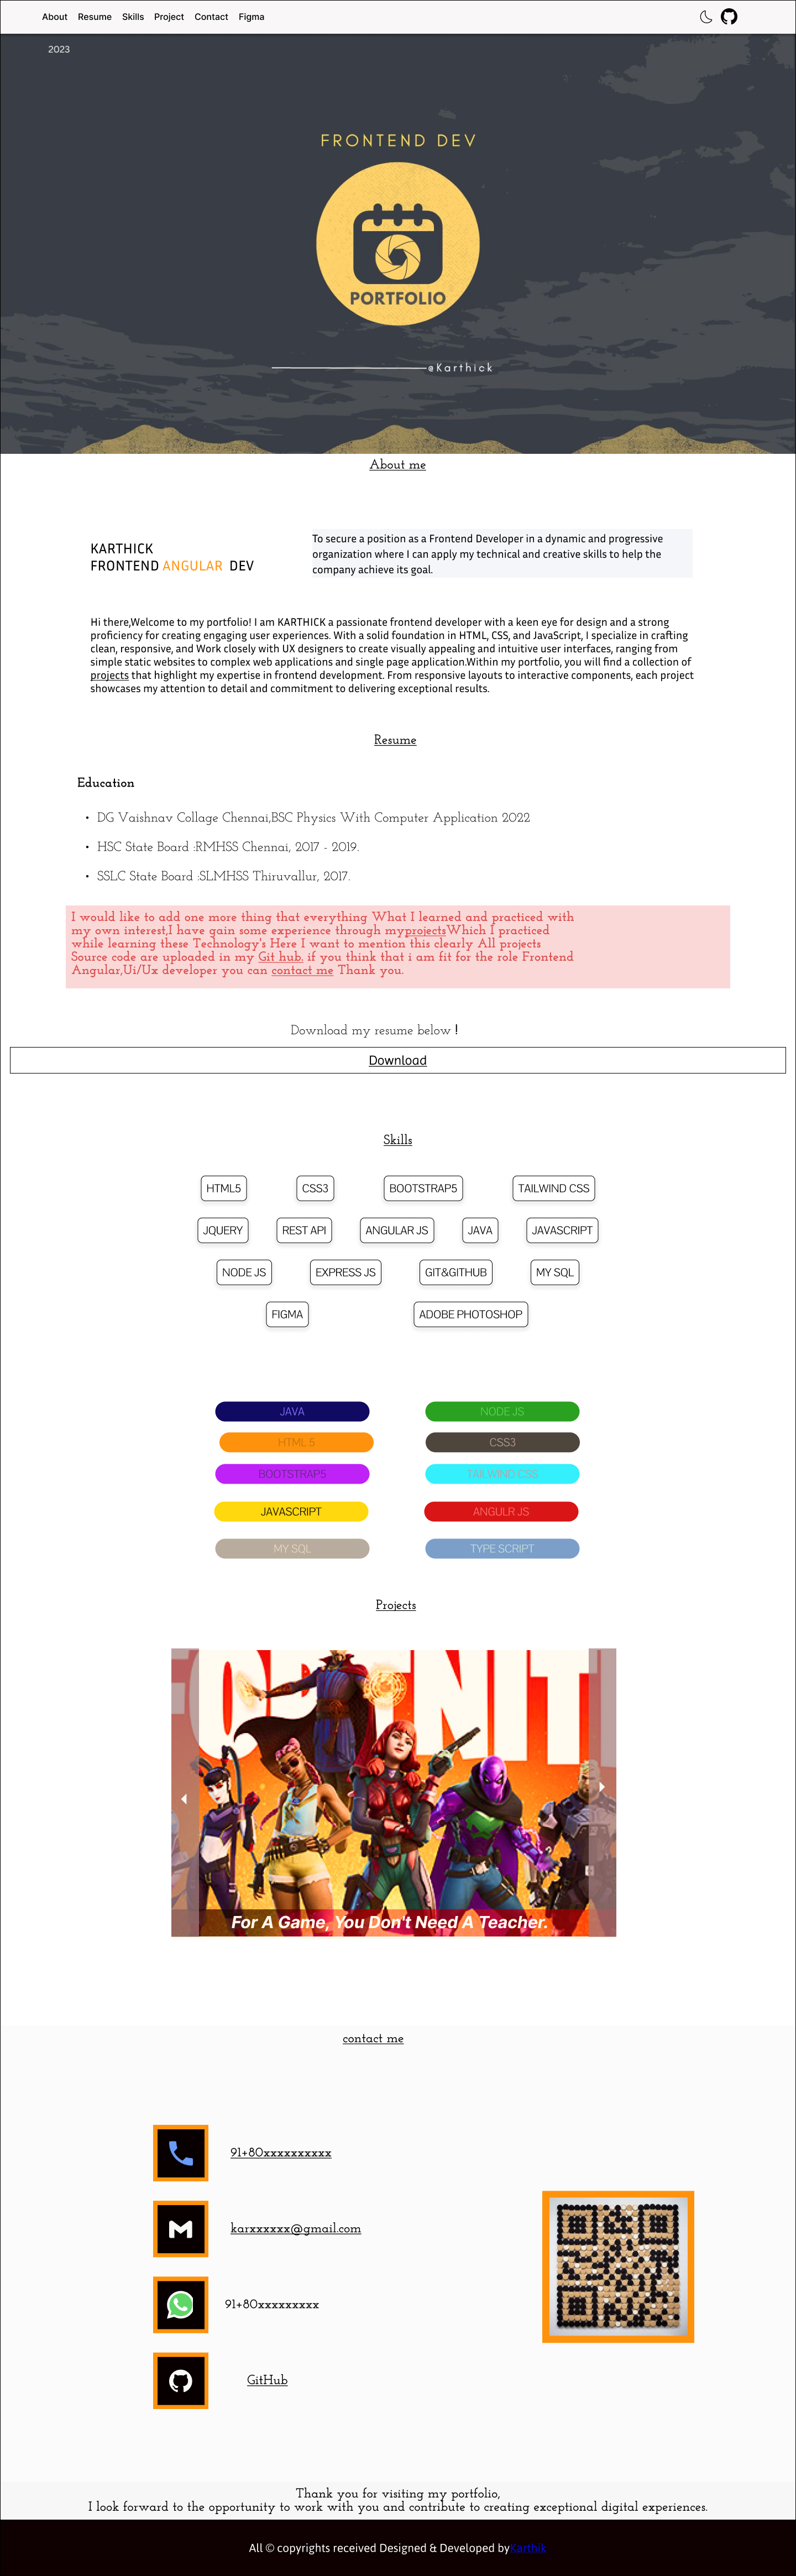 About Resume Skills Project Contact Figma
2023
FRONTEND DEV
PORTFOLIO
@Karthick
About me
KARTHICK
FRONTEND ANGULAR DEV
To secure a position as a Frontend Developer in a dynamic and progressive
organization where I can apply my technical and creative skills to help the
company achieve its goal.
Hi there,Welcome to my portfolio! I am KARTHICK a passionate frontend developer with a keen eye for design and a strong
proficiency for creating engaging user experiences. With a solid foundation in HTML, CSS, and JavaScript, I specialize in crafting
clean, responsive, and Work closely with UX designers to create visually appealing and intuitive user interfaces, ranging from
simple static websites to complex web applications and single page application.Within my portfolio, you will find a collection of
projects that highlight my expertise in frontend development. From responsive layouts to interactive components, each project
showcases my attention to detail and commitment to delivering exceptional results.
Resume
Education
• DG Vaishnav Collage Chennai,BSC Physics With Computer Application 2022
• HSC State Board :RMHSS Chennai, 2017 - 2019.
• SSLC State Board :SLMHSS Thiruvallur, 2017.
I would like to add one more thing that everything What I learned and practiced with
my own interest,I have gain some experience through myprojectsWhich I practiced
while learning these Technology's Here I want to mention this clearly All projects
Source code are uploaded in my Git hub. if you think that i am fit for the role Frontend
Angular,Ui/Ux developer you can contact me Thank you.
Download my resume below !
Download
Skills
HTML5 CSS3 BOOTSTRAP5 TAILWIND CSS
JQUERY REST API ANGULAR JS JAVA JAVASCRIPT
NODE JS EXPRESS JS GIT&GITHUB MY SQL
FIGMA ADOBE PHOTOSHOP
JAVA NODE JS
HTML 5 CSS3
BOOTSTRAP5 TAILWIND CSS
JAVASCRIPT ANGULR JS
MY SQL TYPE SCRIPT
Projects
For A Game, You Don't Need A Teacher.
contact me
91+80xxxxxxxxxx
karxxxxxx@gmail.com
91+80xxxxxxxxx
GitHub
Thank you for visiting my portfolio,
I look forward to the opportunity to work with you and contribute to creating exceptional digital experiences.
All © copyrights received Designed & Developed byKarthik